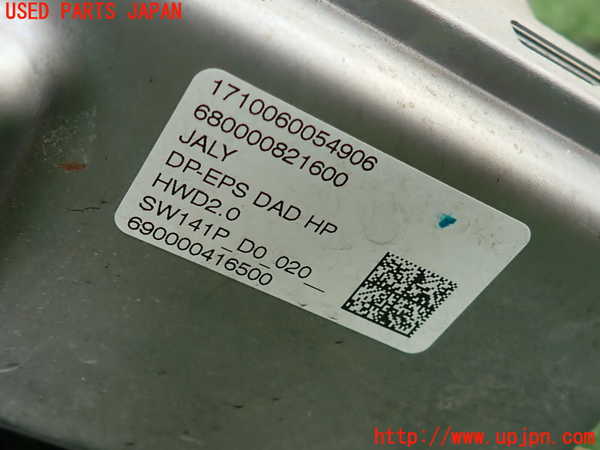 USED PARTS JAPAN
1710060054906
680000821600
JALY
DP-EPS DAD HP
HWD2.0
SW141P_D0_020_
690000416500
http://www.upjpn.com/